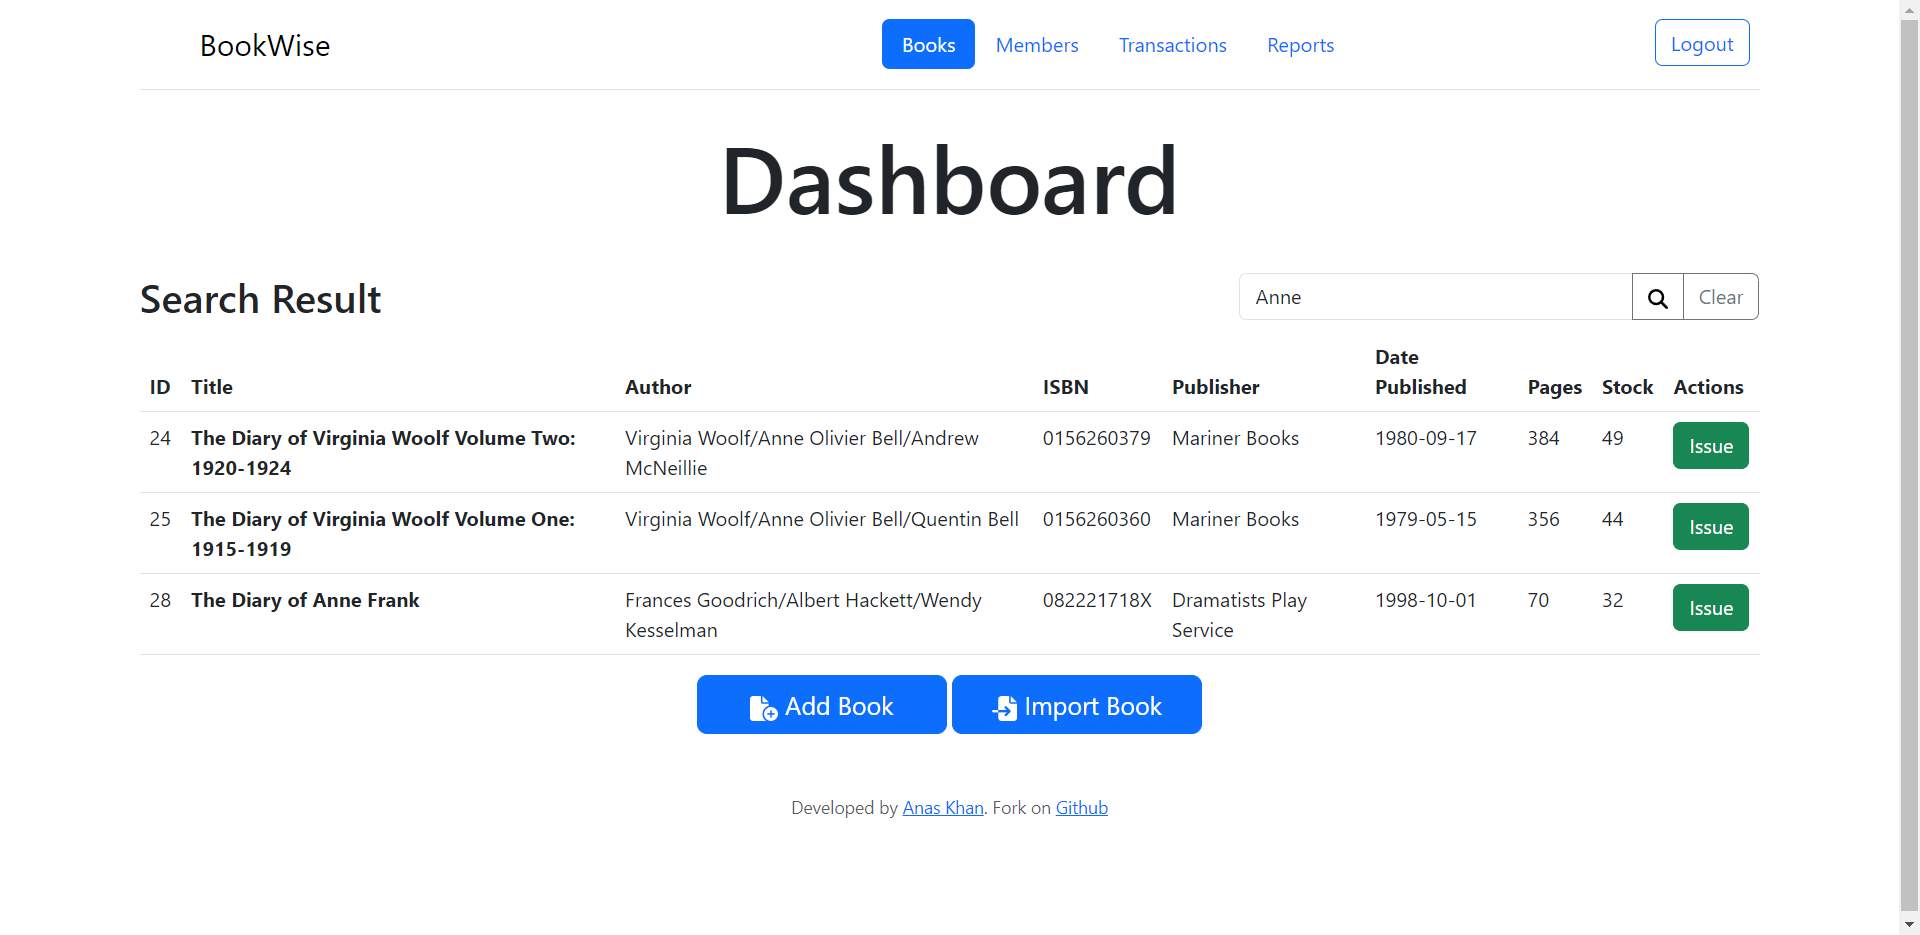 BookWise
Books Members Transactions Reports
Logout
Dashboard
Search Result
Anne
Clear
ID Title Author ISBN Publisher Date Published Pages Stock Actions
24 The Diary of Virginia Woolf Volume Two: Virginia Woolf/Anne Olivier Bell/Andrew 0156260379 Mariner Books 1980-09-17 384 49 Issue
1920-1924 McNeillie
25 The Diary of Virginia Woolf Volume One: Virginia Woolf/Anne Olivier Bell/Quentin Bell 0156260360 Mariner Books 1979-05-15 356 44 Issue
1915-1919
28 The Diary of Anne Frank Frances Goodrich/Albert Hackett/Wendy 082221718X Dramatists Play 1998-10-01 70 32 Issue
Kesselman Service
Add Book Import Book
Developed by Anas Khan. Fork on Github